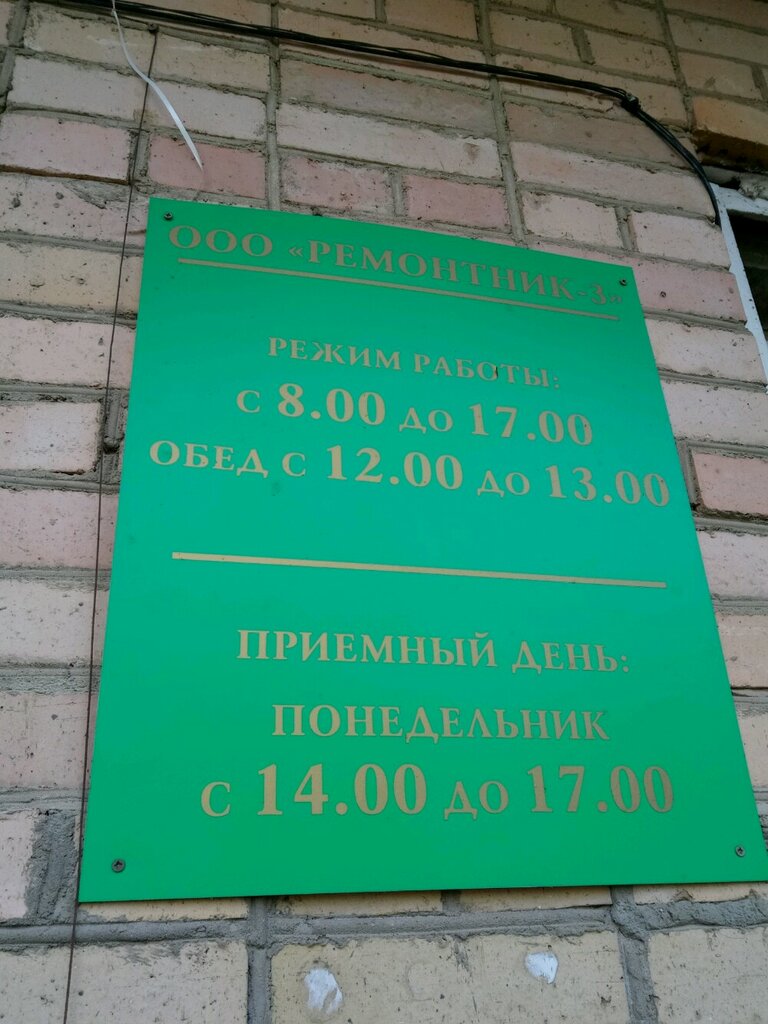 ООО «РЕМОНТНИК-3»
РЕЖИМ РАБОТЫ:
С 8.00 ДО 17.00
ОБЕД С 12.00 ДО 13.00
ПРИЕМНЫЙ ДЕНЬ:
ПОНЕДЕЛЬНИК
С 14.00 ДО 17.00